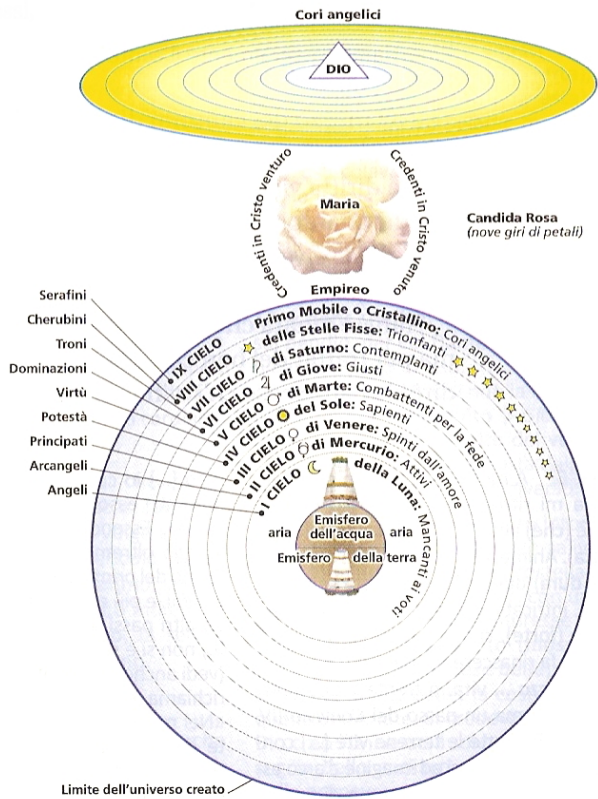 Cori angelici
DIO
Credenti in Cristo venturo
Maria
Credenti in Cristo venuto
Candida Rosa
(nove giri di petali)
Empireo
Serafini
Cherubini
Troni
Dominazioni
Virtù
Potestà
Principati
Arcangeli
Angeli
IX CIELO Primo Mobile o Cristallino: Cori angelici
VIII CIELO delle Stelle Fisse: Trionfanti
VII CIELO di Saturno: Contemplanti
VI CIELO di Giove: Giusti
V CIELO di Marte: Combattenti per la fede
IV CIELO del Sole: Sapienti
III CIELO di Venere: Spinti dall'amore
II CIELO di Mercurio: Attivi
I CIELO della Luna: Mancanti ai voti
Emisfero
dell'acqua
aria
aria
Emisfero della terra
Limite dell'universo creato